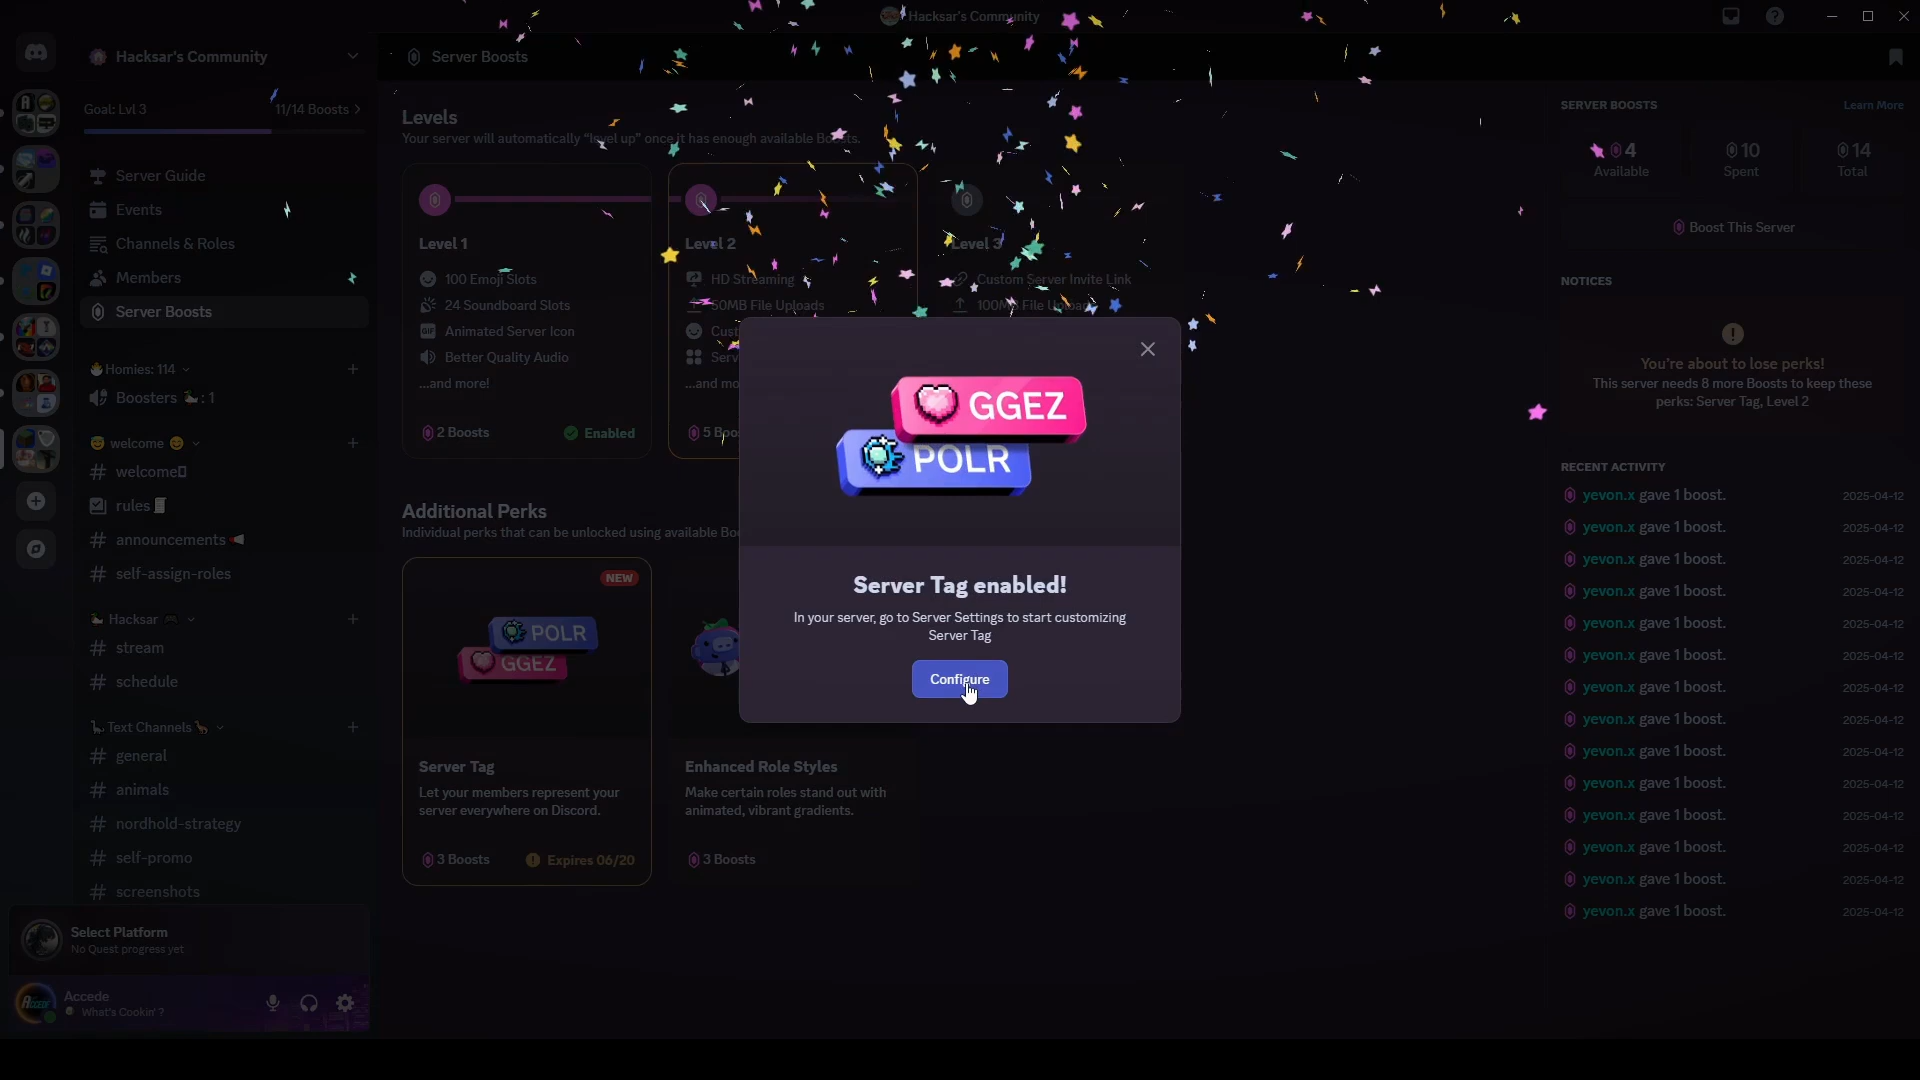 Hacksar's Community
Hacksar's Community
Goal: Lvl 3
11/14 Boosts
Server Guide
Events
Channels & Roles
Members
Server Boosts
Homies: 114
Boosters : 1
welcome
welcome
rules
announcements
self-assign-roles
Hacksar
stream
schedule
Text Channels
general
animals
nordhold-strategy
self-promo
screenshots
Select Platform
No Quest progress yet
Accede
What's Cookin' ?
Server Boosts
Levels
Your server will automatically “level up” once it has enough available Boosts.
Level 1
100 Emoji Slots
24 Soundboard Slots
GIF Animated Server Icon
Better Quality Audio
...and more!
2 Boosts
Enabled
Level 2
HD Streaming
50MB File Uploads
Cust
Serv
...and mo
5 Boo
Level 3
Custom Server Invite Link
100MB File Uploads
Additional Perks
Individual perks that can be unlocked using available Boo
NEW
POLR
GGEZ
Server Tag
Let your members represent your
server everywhere on Discord.
3 Boosts
Expires 06/20
Enhanced Role Styles
Make certain roles stand out with
animated, vibrant gradients.
3 Boosts
GGEZ
POLR
Server Tag enabled!
In your server, go to Server Settings to start customizing
Server Tag
Configure
SERVER BOOSTS
Learn More
4
Available
10
Spent
14
Total
Boost This Server
NOTICES
You're about to lose perks!
This server needs 8 more Boosts to keep these
perks: Server Tag, Level 2
RECENT ACTIVITY
yevon.x gave 1 boost. 2025-04-12
yevon.x gave 1 boost. 2025-04-12
yevon.x gave 1 boost. 2025-04-12
yevon.x gave 1 boost. 2025-04-12
yevon.x gave 1 boost. 2025-04-12
yevon.x gave 1 boost. 2025-04-12
yevon.x gave 1 boost. 2025-04-12
yevon.x gave 1 boost. 2025-04-12
yevon.x gave 1 boost. 2025-04-12
yevon.x gave 1 boost. 2025-04-12
yevon.x gave 1 boost. 2025-04-12
yevon.x gave 1 boost. 2025-04-12
yevon.x gave 1 boost. 2025-04-12
yevon.x gave 1 boost. 2025-04-12